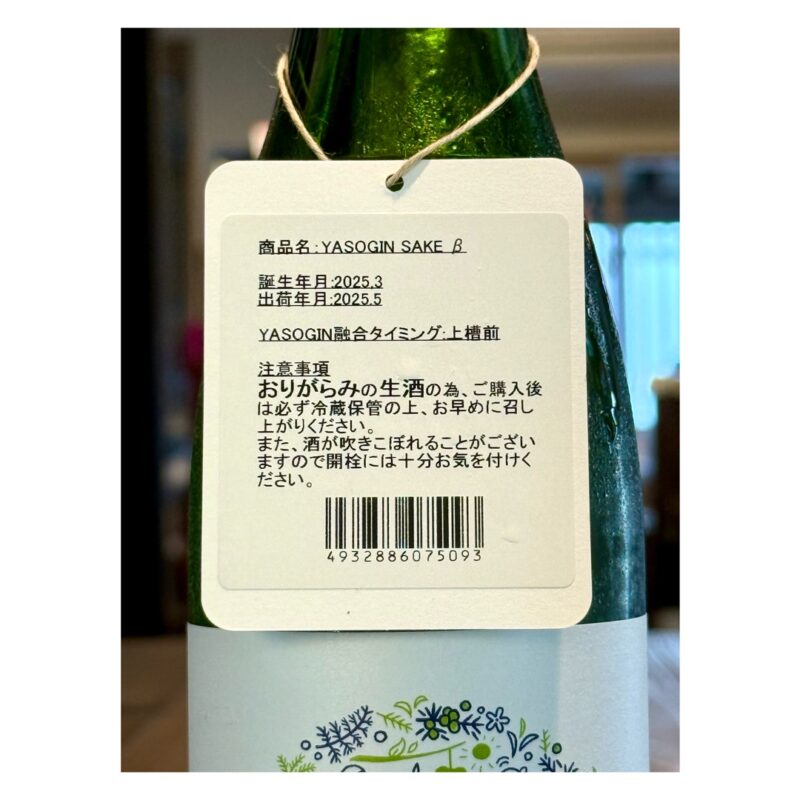 商品名:YASOGIN SAKE β
誕生年月:2025.3
出荷年月:2025.5
YASOGIN融合タイミング:上槽前
注意事項
おりがらみの生酒の為、ご購入後
は必ず冷蔵保管の上、お早めに召し
上がりください。
また、酒が吹きこぼれることがござい
ますので開栓には十分お気を付けく
ださい。
4932886075093